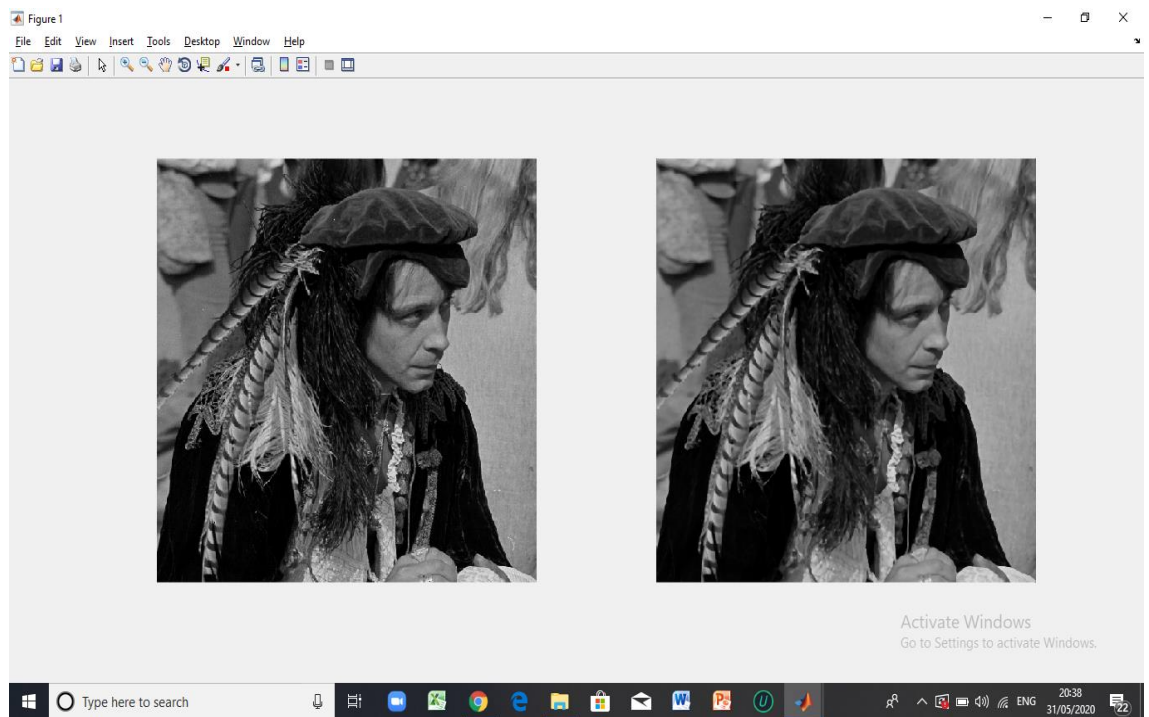 Figure 1
File Edit View Insert Tools Desktop Window Help
Activate Windows
Go to Settings to activate Windows.
Type here to search
ENG
20:38
31/05/2020
22